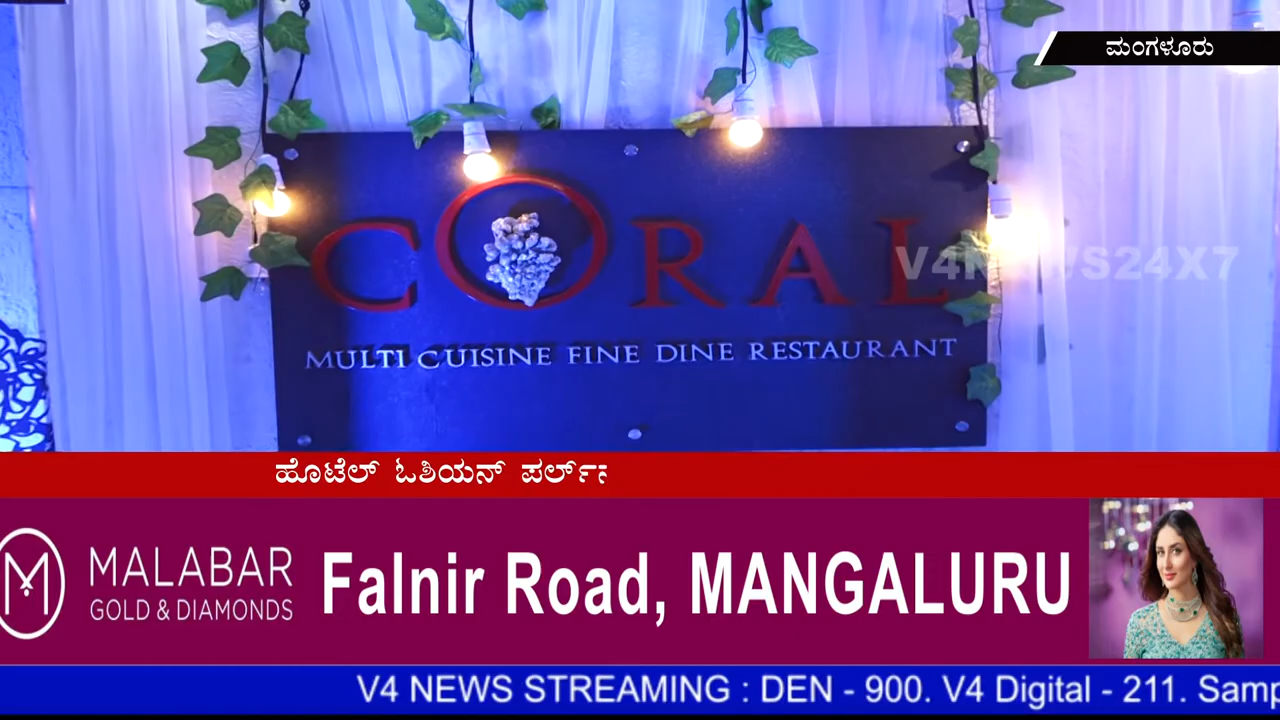 ಮಂಗಳೂರು
CORAL
V4NEWS24X7
MULTI CUISINE FINE DINE RESTAURANT
ಹೊಟೆಲ್ ಓಶಿಯನ್ ಪರ್ಲ್
MALABAR
GOLD & DIAMONDS
Falnir Road, MANGALURU
V4 NEWS STREAMING : DEN - 900. V4 Digital - 211. Samp